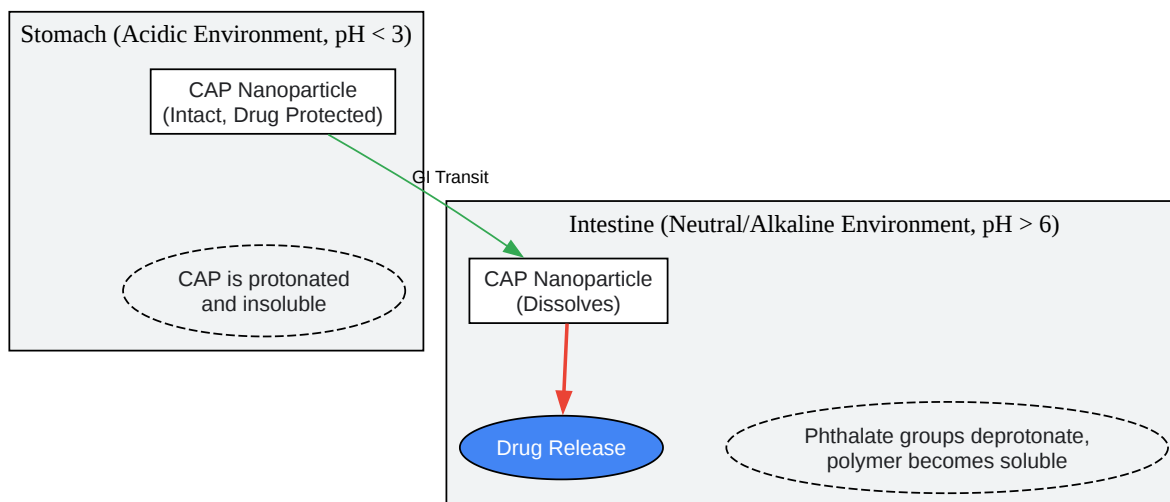 Stomach (Acidic Environment, pH < 3)
CAP Nanoparticle
(Intact, Drug Protected)
GI Transit
CAP is protonated
and insoluble
Intestine (Neutral/Alkaline Environment, pH > 6)
CAP Nanoparticle
(Dissolves)
Drug Release
Phthalate groups deprotonate,
polymer becomes soluble